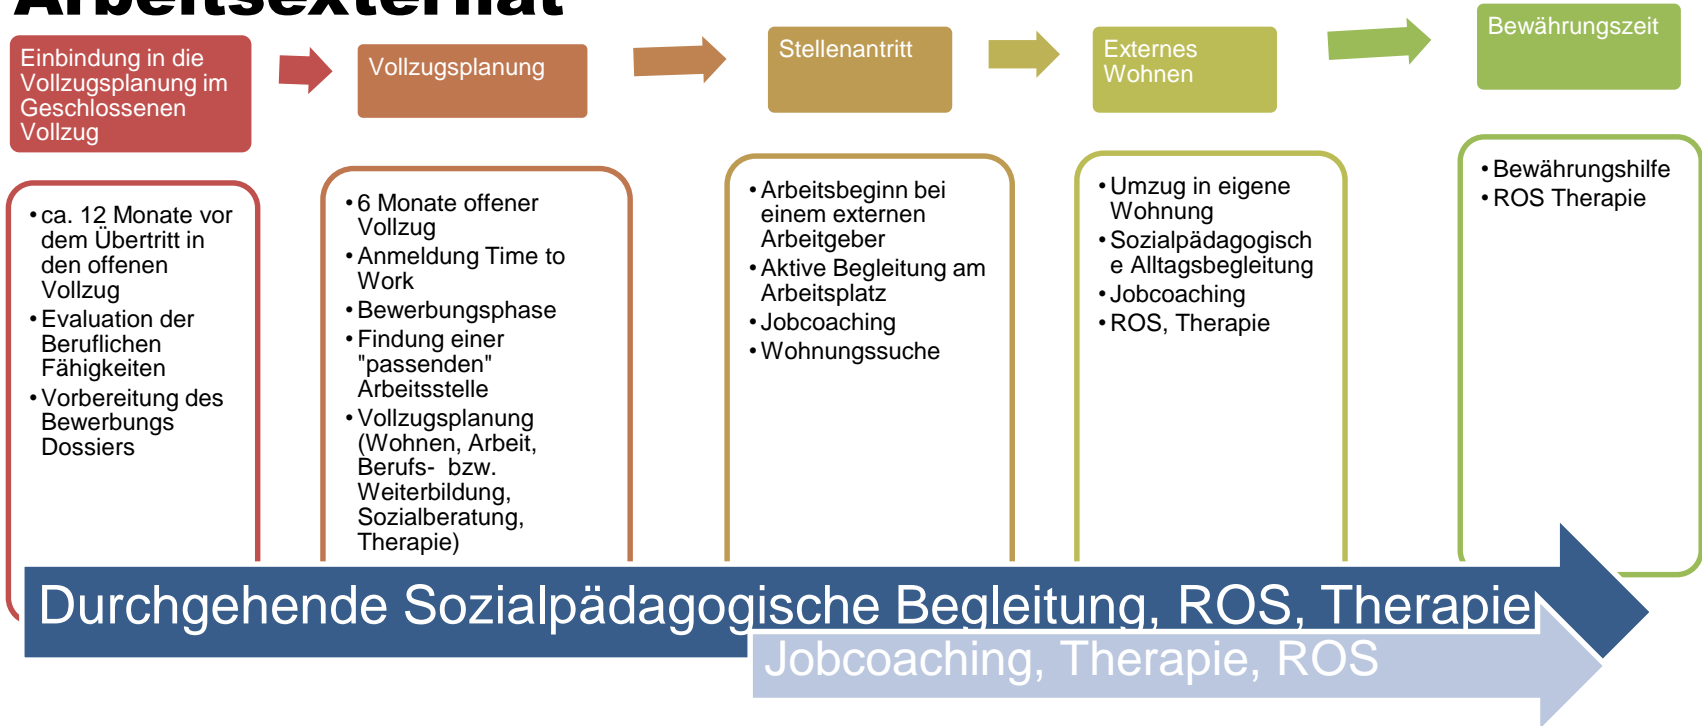 Arbeitsexternat
Einbindung in die
Vollzugsplanung im
Geschlossenen
Vollzug
Vollzugsplanung
Stellenantritt
Externes
Wohnen
Bewährungszeit
• ca. 12 Monate vor
dem Übertritt in
den offenen
Vollzug
• Evaluation der
Beruflichen
Fähigkeiten
• Vorbereitung des
Bewerbungs
Dossiers
• 6 Monate offener
Vollzug
• Anmeldung Time to
Work
• Bewerbungsphase
• Findung einer
"passenden"
Arbeitsstelle
• Vollzugsplanung
(Wohnen, Arbeit,
Berufs- bzw.
Weiterbildung,
Sozialberatung,
Therapie)
• Arbeitsbeginn bei
einem externen
Arbeitgeber
• Aktive Begleitung am
Arbeitsplatz
• Jobcoaching
• Wohnungssuche
• Umzug in eigene
Wohnung
• Sozialpädagogisch
e Alltagsbegleitung
• Jobcoaching
• ROS, Therapie
• Bewährungshilfe
• ROS Therapie
Durchgehende Sozialpädagogische Begleitung, ROS, Therapie
Jobcoaching, Therapie, ROS